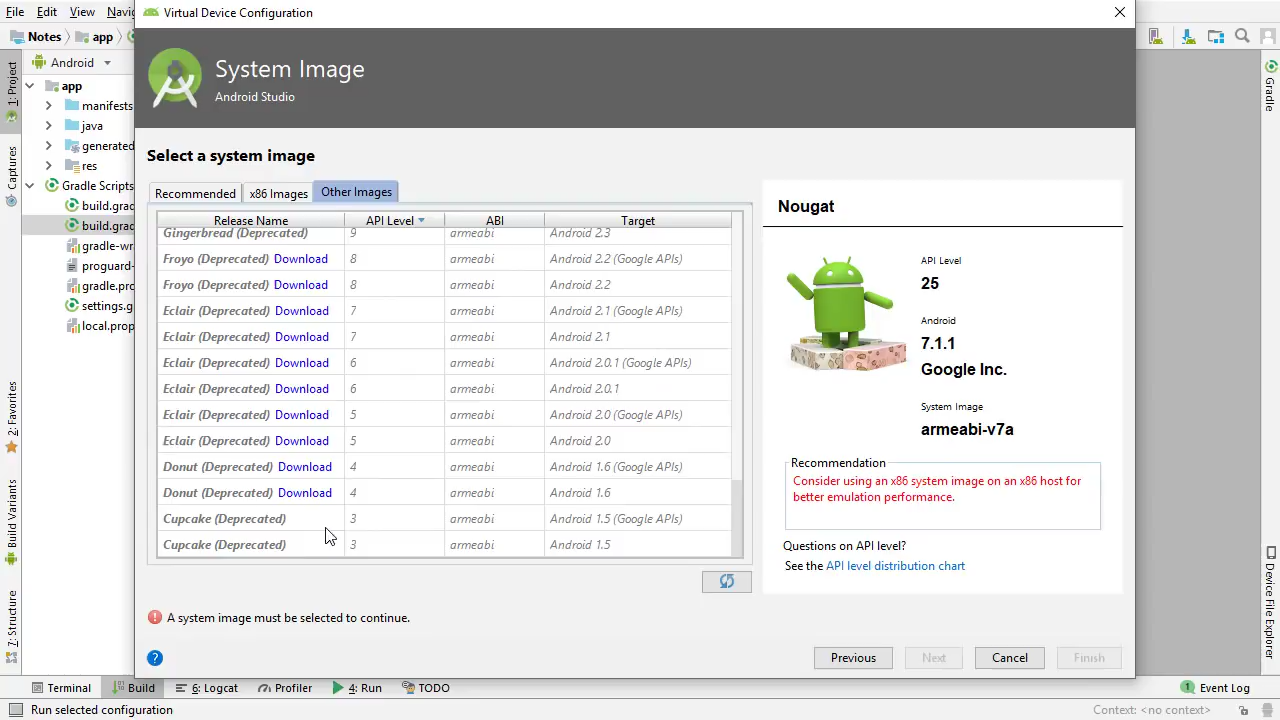 File Edit View Navig
Virtual Device Configuration
Notes app
System Image
Android Studio
1: Project
Captures
2: Favorites
Build Variants
7: Structure
Android
app
manifests
java
generated
res
Gradle Scripts
build.grad
build.grad
gradle-wr
proguard-
gradle.pro
settings.g
local.prop
Select a system image
Recommended x86 Images Other Images
Release Name API Level ABI Target
Gingerbread (Deprecated) 9 armeabi Android 2.3
Froyo (Deprecated) Download 8 armeabi Android 2.2 (Google APIs)
Froyo (Deprecated) Download 8 armeabi Android 2.2
Eclair (Deprecated) Download 7 armeabi Android 2.1 (Google APIs)
Eclair (Deprecated) Download 7 armeabi Android 2.1
Eclair (Deprecated) Download 6 armeabi Android 2.0.1 (Google APIs)
Eclair (Deprecated) Download 6 armeabi Android 2.0.1
Eclair (Deprecated) Download 5 armeabi Android 2.0 (Google APIs)
Eclair (Deprecated) Download 5 armeabi Android 2.0
Donut (Deprecated) Download 4 armeabi Android 1.6 (Google APIs)
Donut (Deprecated) Download 4 armeabi Android 1.6
Cupcake (Deprecated) 3 armeabi Android 1.5 (Google APIs)
Cupcake (Deprecated) 3 armeabi Android 1.5
Nougat
API Level
25
Android
7.1.1
Google Inc.
System Image
armeabi-v7a
Recommendation
Consider using an x86 system image on an x86 host for
better emulation performance.
Questions on API level?
See the API level distribution chart
A system image must be selected to continue.
Previous Next Cancel Finish
Gradle
Device File Explorer
Terminal Build 6: Logcat Profiler 4: Run TODO 1 Event Log
Run selected configuration Context: <no context>